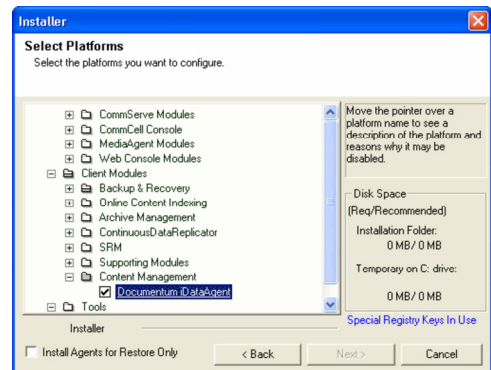 Installer
Select Platforms
Select the platforms you want to configure.
CommServe Modules
CommCell Console
MediaAgent Modules
Web Console Modules
Client Modules
Backup & Recovery
Online Content Indexing
Archive Management
ContinuousDataReplicator
SRM
Supporting Modules
Content Management
Documentum iDataAgent
Tools
Move the pointer over a
platform name to see a
description of the platform and
reasons why it may be
disabled.
Disk Space
(Req/Recommended)
Installation Folder:
0 MB/ 0 MB
Temporary on C: drive:
0 MB/ 0 MB
Special Registry Keys In Use
Installer
Install Agents for Restore Only
< Back
Next >
Cancel